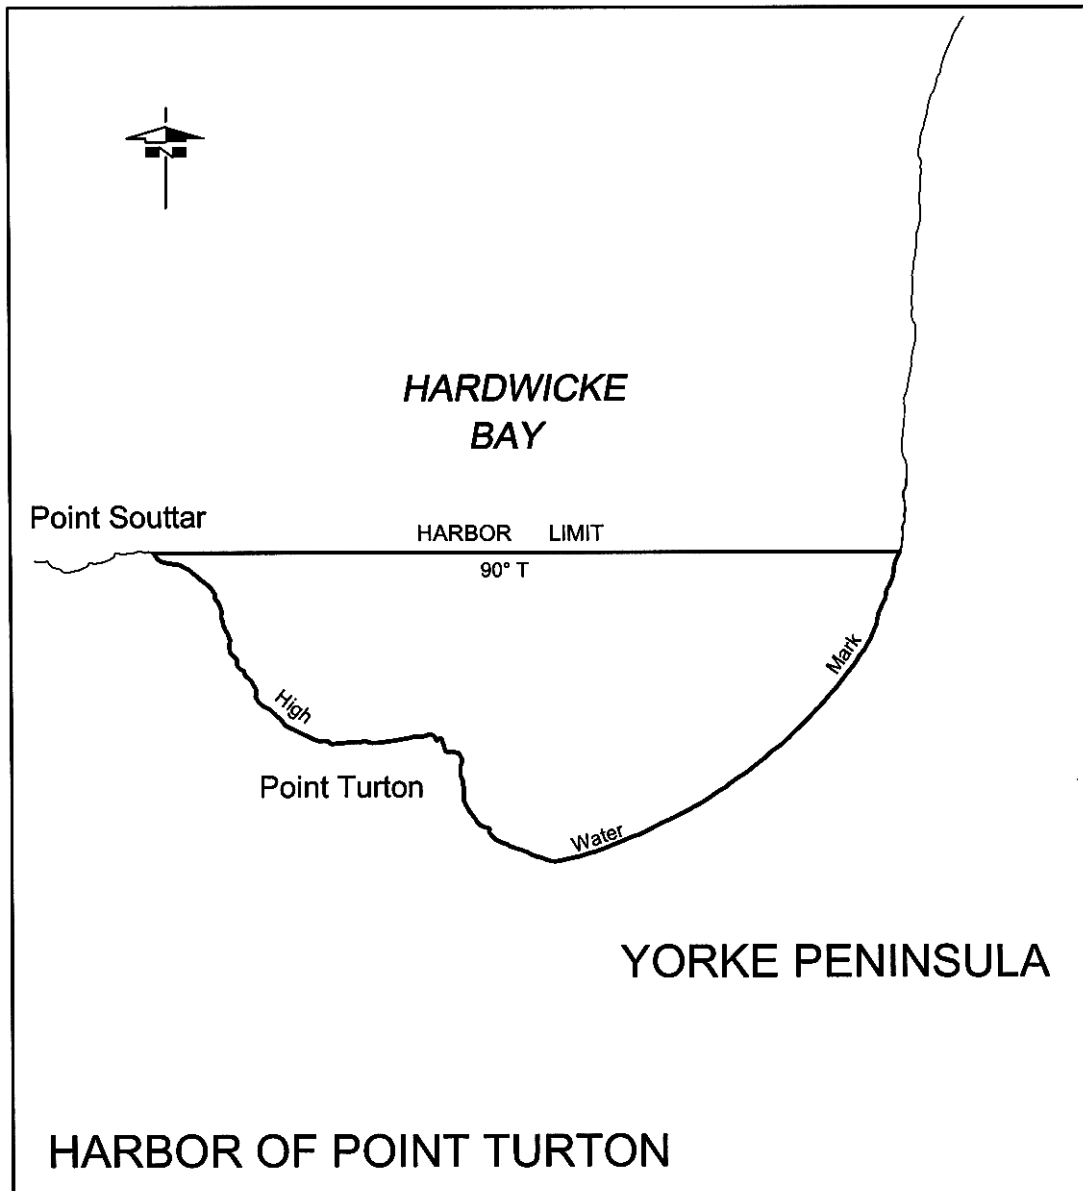 N
HARDWICKE
BAY
Point Souttar
HARBOR LIMIT
90° T
Mark
High
Point Turton
Water
YORKE PENINSULA
HARBOR OF POINT TURTON